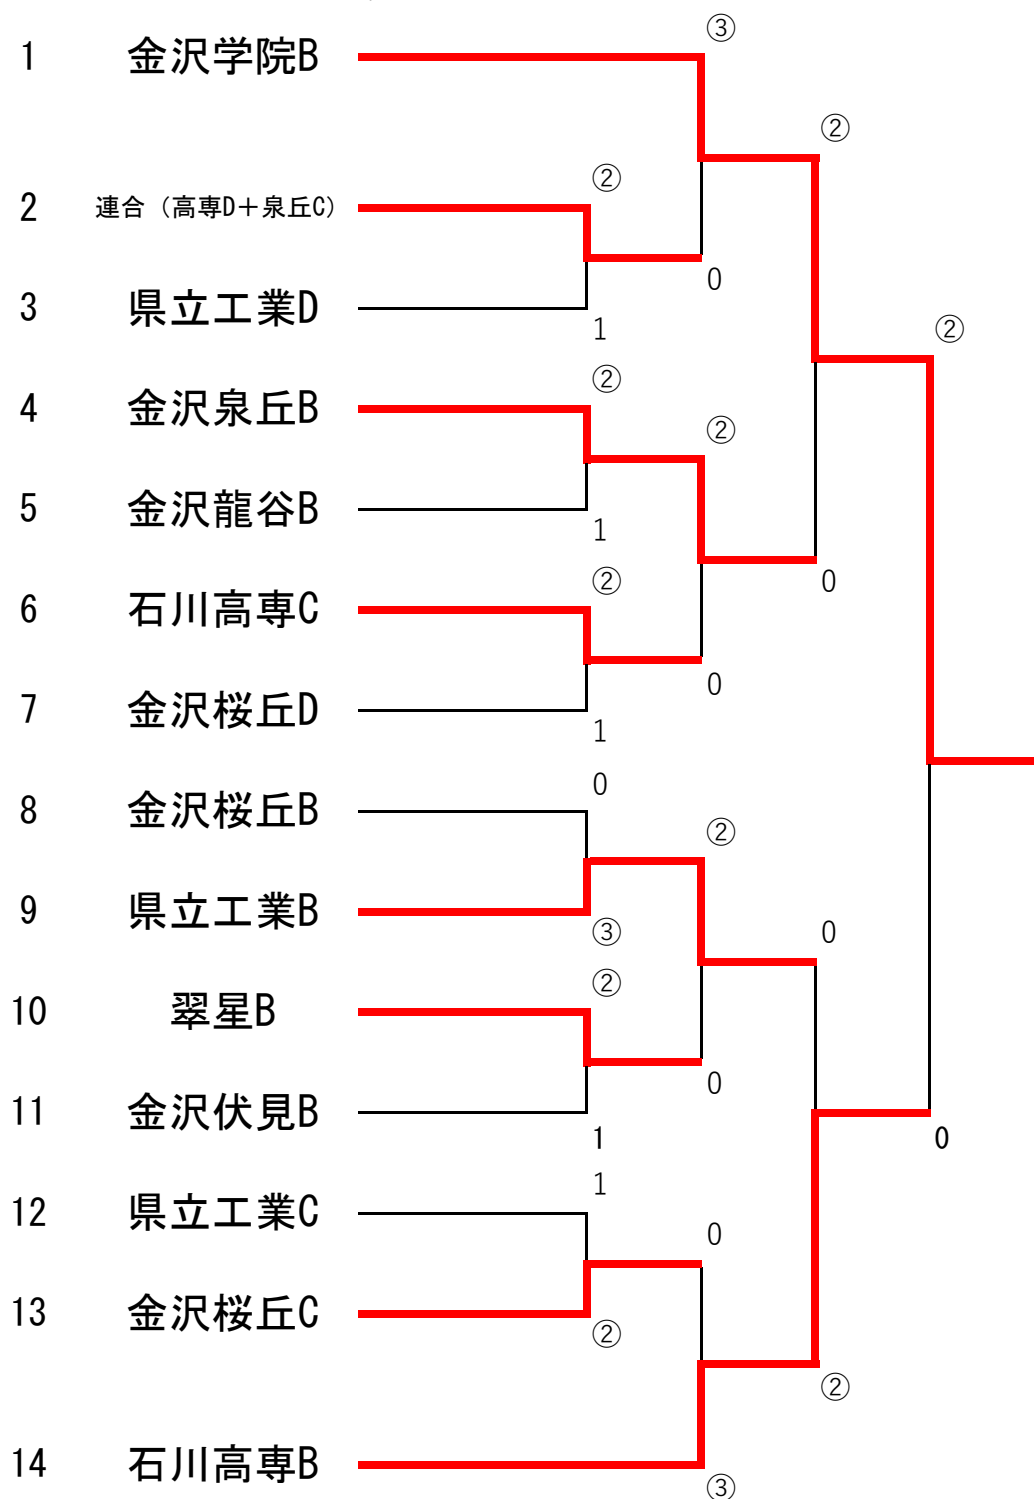 ③
1 金沢学院B
②
②
2 連合（高専D＋泉丘C）
0
3 県立工業D
1
②
②
4 金沢泉丘B
②
5 金沢龍谷B
1
②
0
6 石川高専C
0
7 金沢桜丘D
1
0
8 金沢桜丘B
②
9 県立工業B
③
0
②
10 翠星B
0
11 金沢伏見B
1
0
1
12 県立工業C
0
13 金沢桜丘C
②
②
14 石川高専B
③